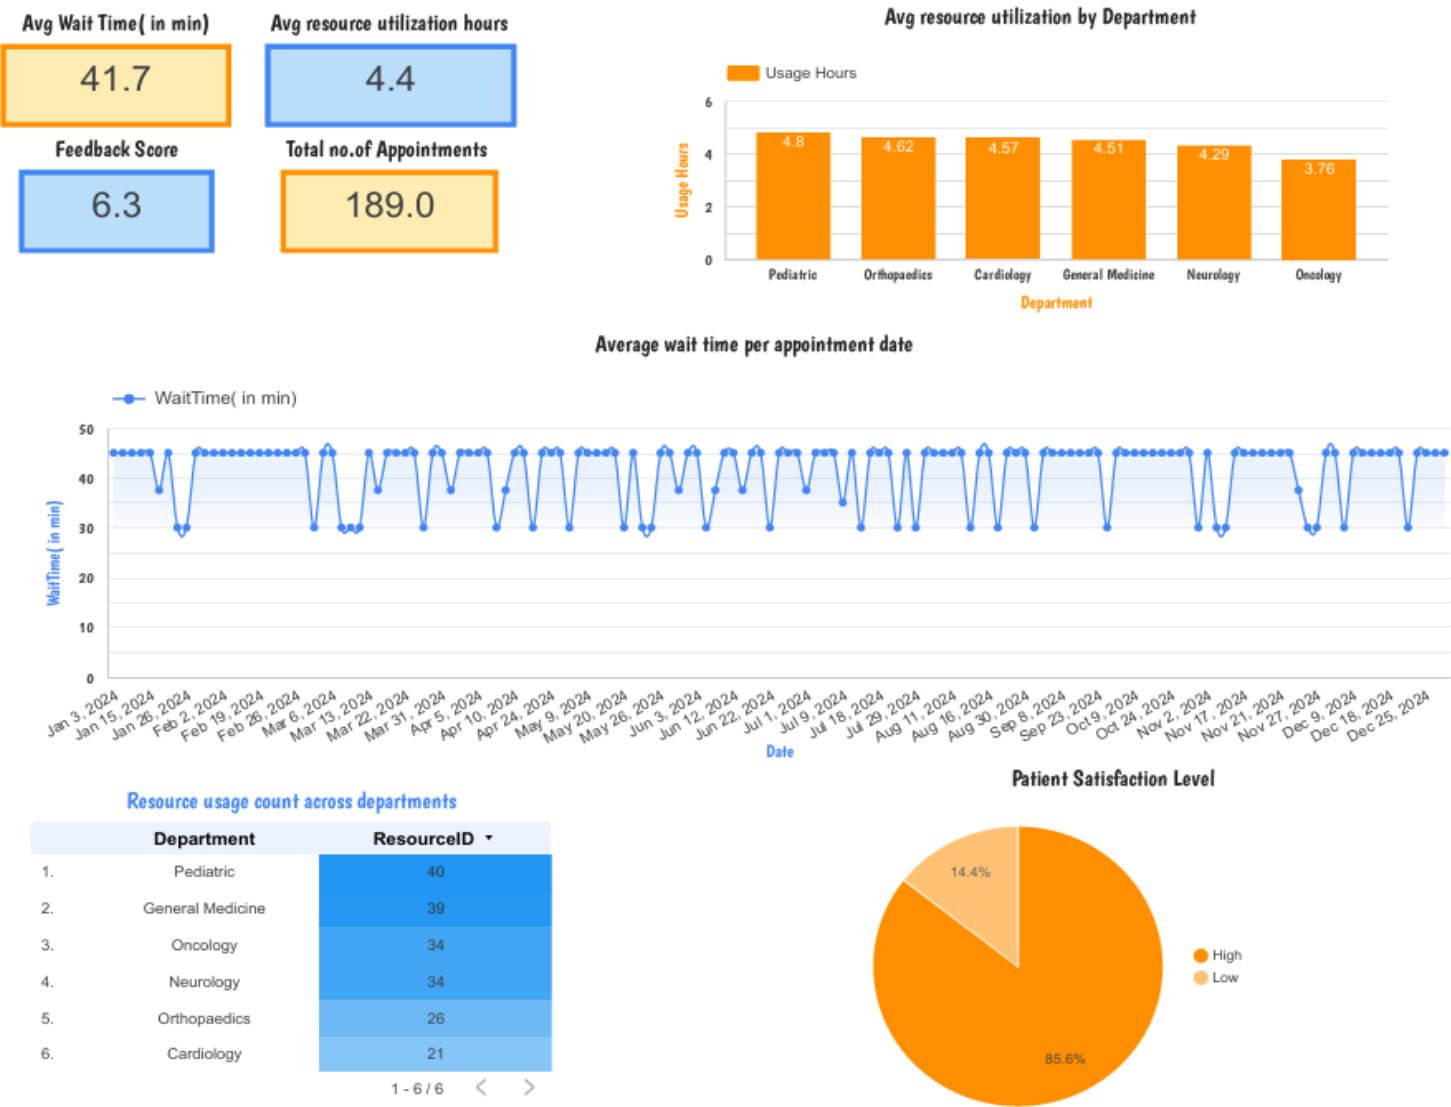 Avg Wait Time( in min)
41.7
Avg resource utilization hours
4.4
Feedback Score
6.3
Total no.of Appointments
189.0
Avg resource utilization by Department
Usage Hours
Usage Hours
6
4
2
0
4.8
4.62
4.57
4.51
4.29
3.76
Pediatric
Orthopaedics
Cardiology
General Medicine
Neurology
Oncology
Department
Average wait time per appointment date
WaitTime( in min)
WaitTime( in min)
50
40
30
20
10
0
Jan 3, 2024
Jan 15, 2024
Jan 26, 2024
Feb 2, 2024
Feb 19, 2024
Feb 26, 2024
Mar 6, 2024
Mar 13, 2024
Mar 22, 2024
Mar 31, 2024
Apr 5, 2024
Apr 10, 2024
Apr 24, 2024
May 9, 2024
May 20, 2024
May 26, 2024
Jun 3, 2024
Jun 12, 2024
Jun 22, 2024
Jul 1, 2024
Jul 9, 2024
Jul 18, 2024
Jul 29, 2024
Aug 11, 2024
Aug 16, 2024
Aug 30, 2024
Sep 8, 2024
Sep 23, 2024
Oct 9, 2024
Oct 24, 2024
Nov 2, 2024
Nov 17, 2024
Nov 21, 2024
Nov 27, 2024
Dec 9, 2024
Dec 18, 2024
Dec 25, 2024
Date
Resource usage count across departments
Department ResourceID
1. Pediatric 40
2. General Medicine 39
3. Oncology 34
4. Neurology 34
5. Orthopaedics 26
6. Cardiology 21
1 - 6 / 6
Patient Satisfaction Level
14.4%
85.6%
High
Low